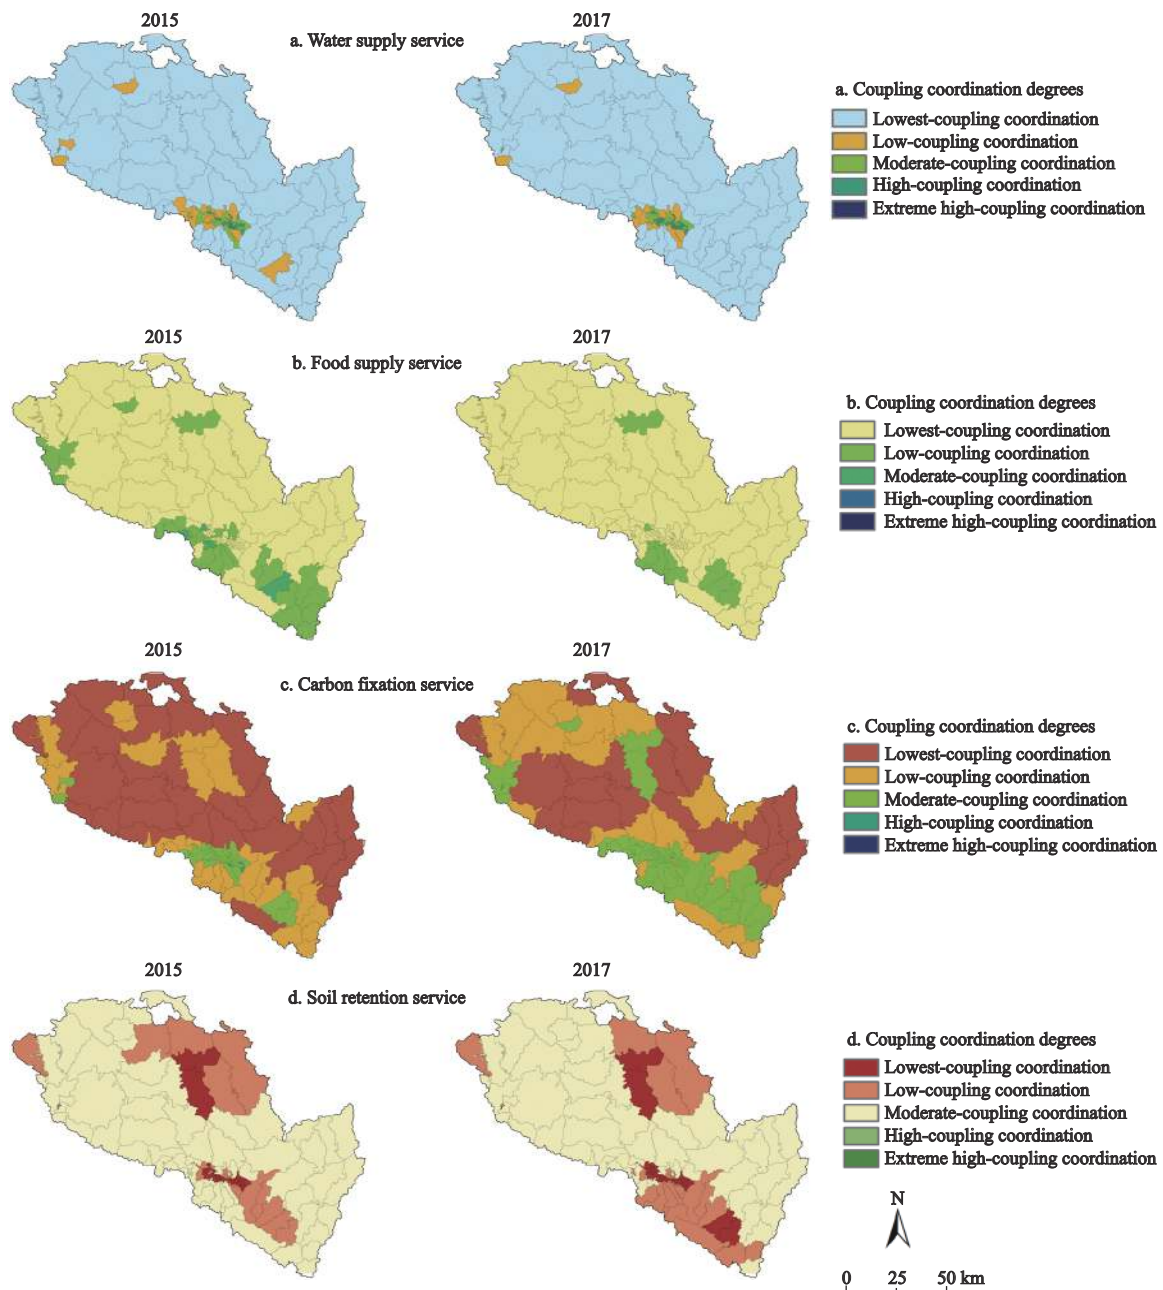 2015
2017
a. Water supply service
a. Coupling coordination degrees
Lowest-coupling coordination
Low-coupling coordination
Moderate-coupling coordination
High-coupling coordination
Extreme high-coupling coordination
2015
2017
b. Food supply service
b. Coupling coordination degrees
Lowest-coupling coordination
Low-coupling coordination
Moderate-coupling coordination
High-coupling coordination
Extreme high-coupling coordination
2015
2017
c. Carbon fixation service
c. Coupling coordination degrees
Lowest-coupling coordination
Low-coupling coordination
Moderate-coupling coordination
High-coupling coordination
Extreme high-coupling coordination
2015
2017
d. Soil retention service
d. Coupling coordination degrees
Lowest-coupling coordination
Low-coupling coordination
Moderate-coupling coordination
High-coupling coordination
Extreme high-coupling coordination
N
0 25 50 km